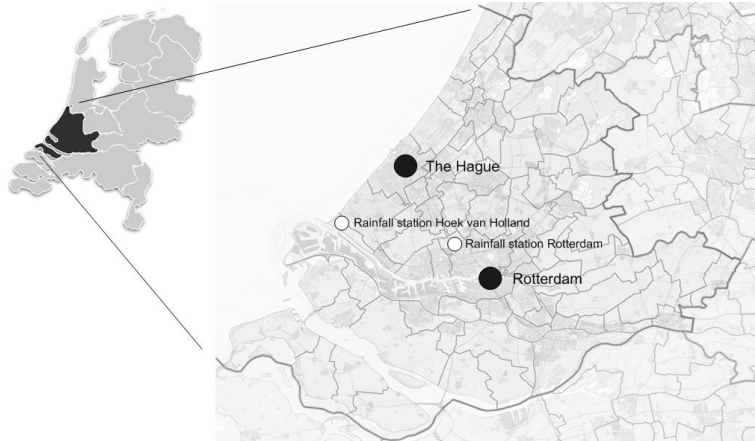 The Hague
Rainfall station Hoek van Holland
Rainfall station Rotterdam
Rotterdam